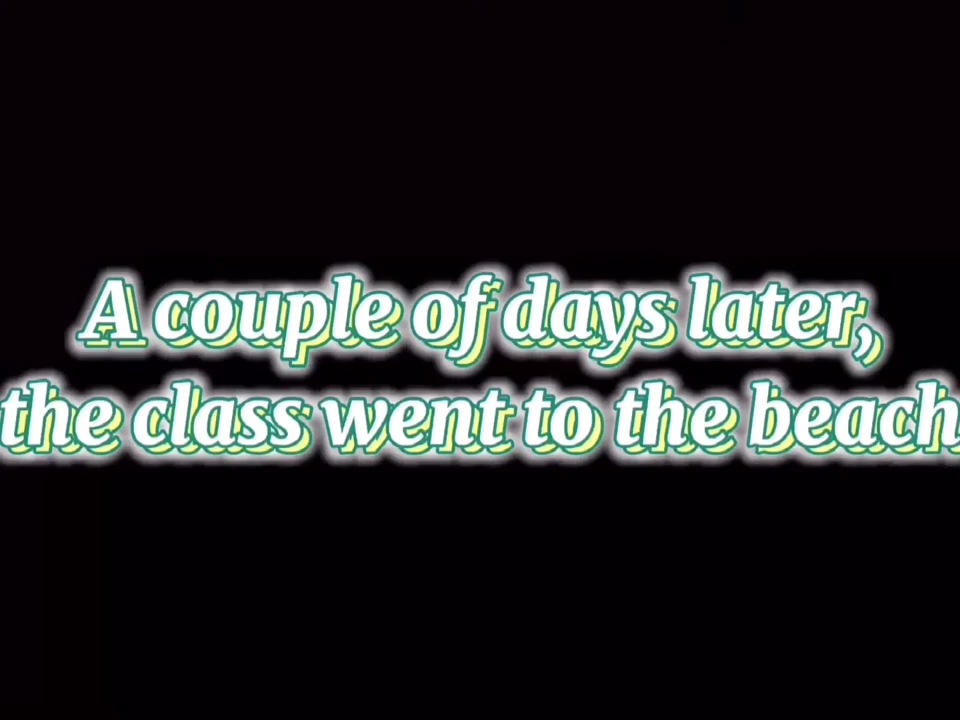 A couple of days later,
the class went to the beach